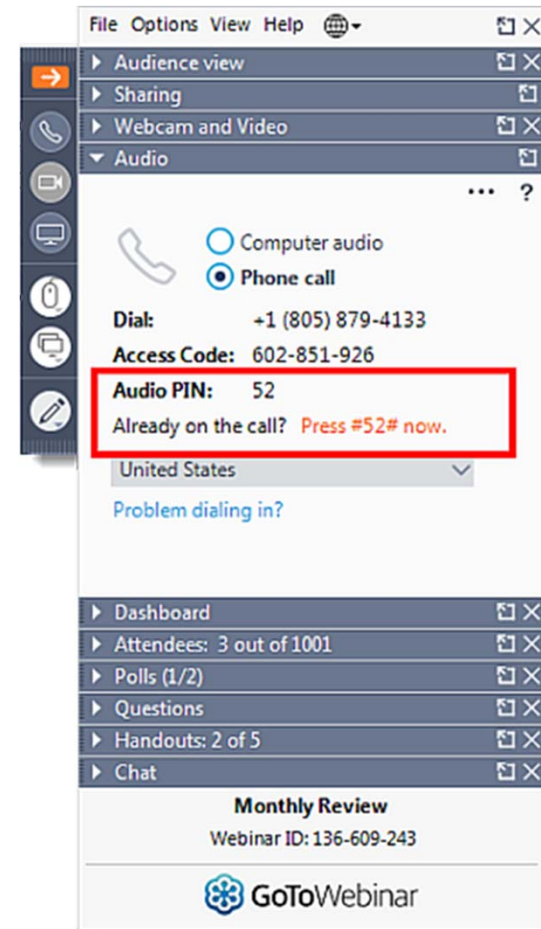 File Options View Help
Audience view
Sharing
Webcam and Video
Audio
... ?
Computer audio
Phone call
Dial: +1 (805) 879-4133
Access Code: 602-851-926
Audio PIN: 52
Already on the call? Press #52# now.
United States
Problem dialing in?
Dashboard
Attendees: 3 out of 1001
Polls (1/2)
Questions
Handouts: 2 of 5
Chat
Monthly Review
Webinar ID: 136-609-243
GoToWebinar